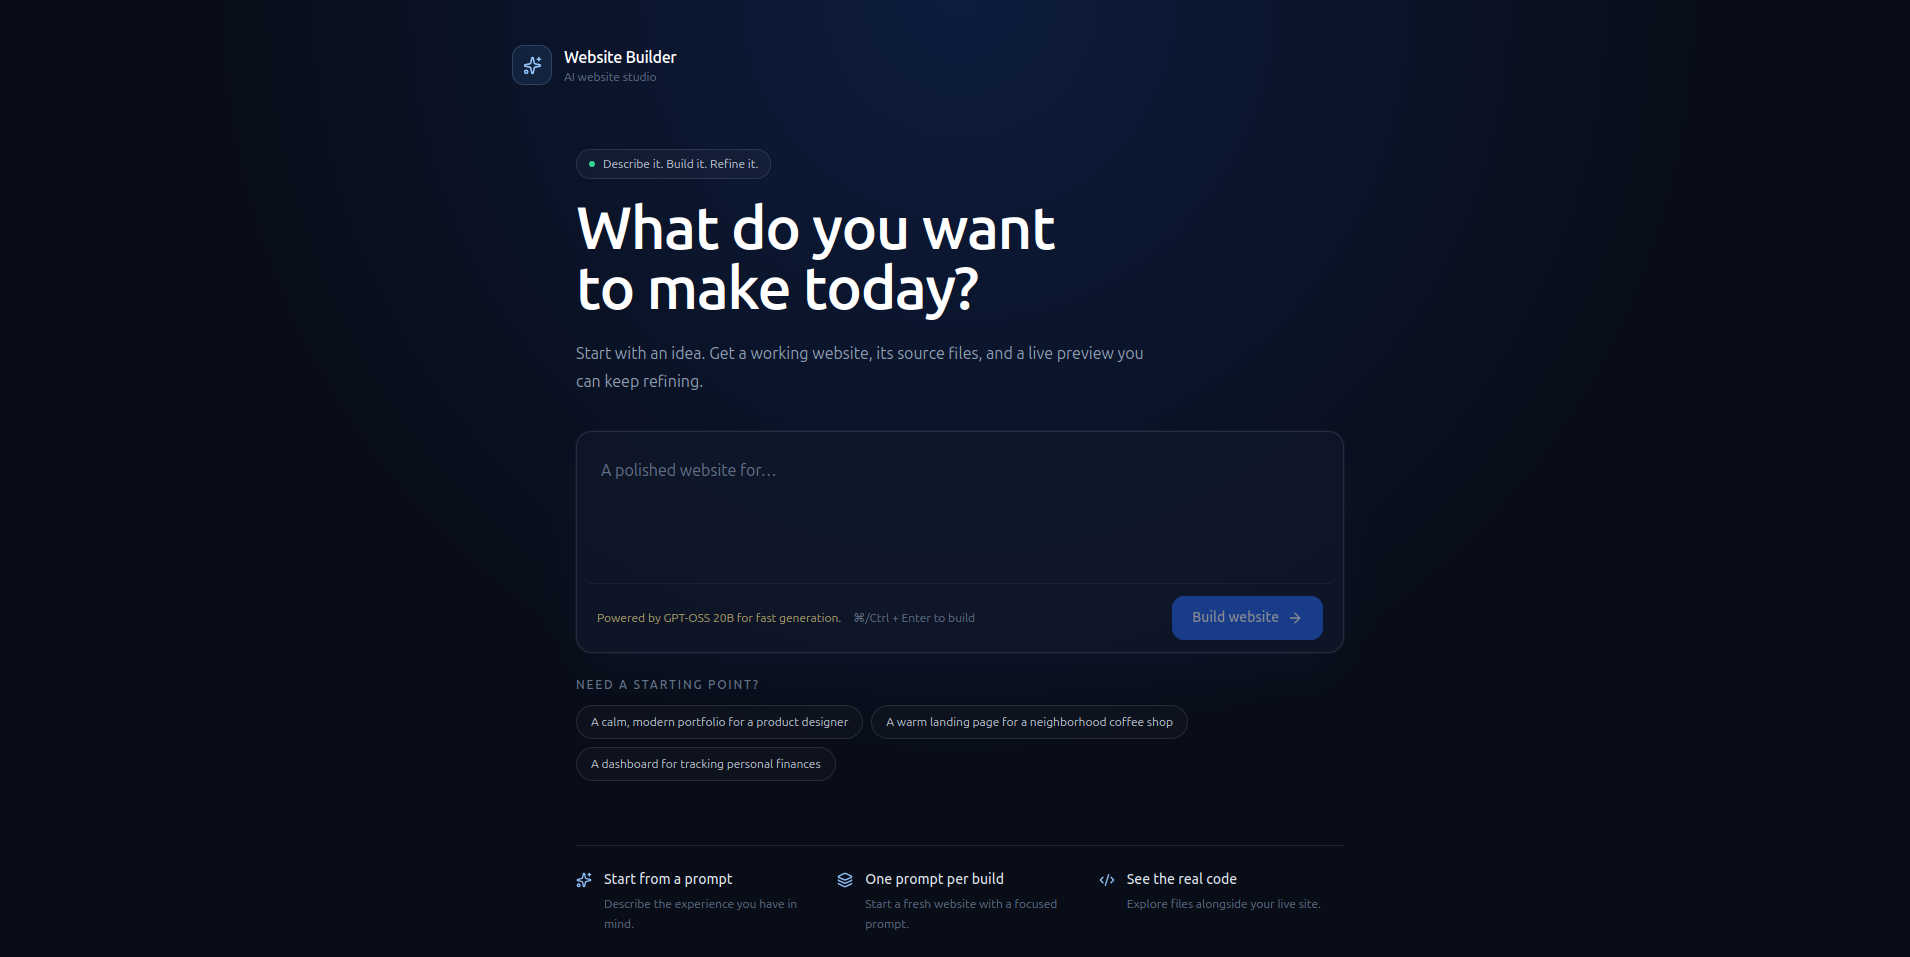 Website Builder
AI website studio
Describe it. Build it. Refine it.
What do you want
to make today?
Start with an idea. Get a working website, its source files, and a live preview you
can keep refining.
A polished website for…
Powered by GPT-OSS 20B for fast generation. ⌘/Ctrl + Enter to build
Build website
NEED A STARTING POINT?
A calm, modern portfolio for a product designer
A warm landing page for a neighborhood coffee shop
A dashboard for tracking personal finances
Start from a prompt
Describe the experience you have in
mind.
One prompt per build
Start a fresh website with a focused
prompt.
See the real code
Explore files alongside your live site.